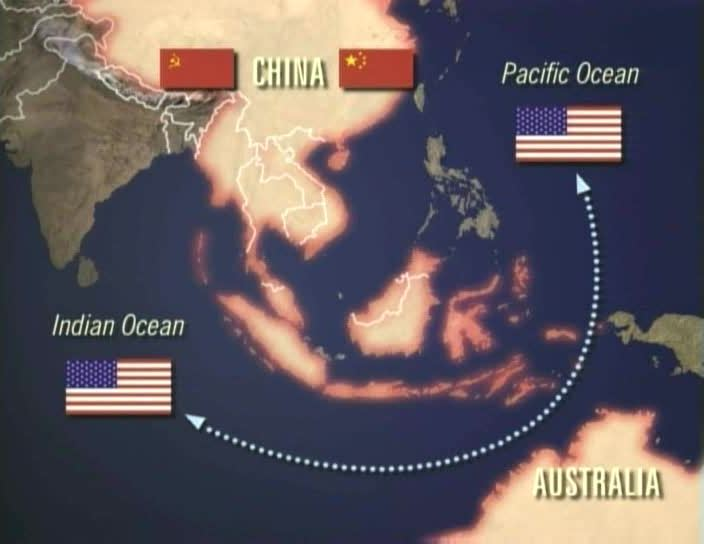 CHINA
Pacific Ocean
Indian Ocean
AUSTRALIA